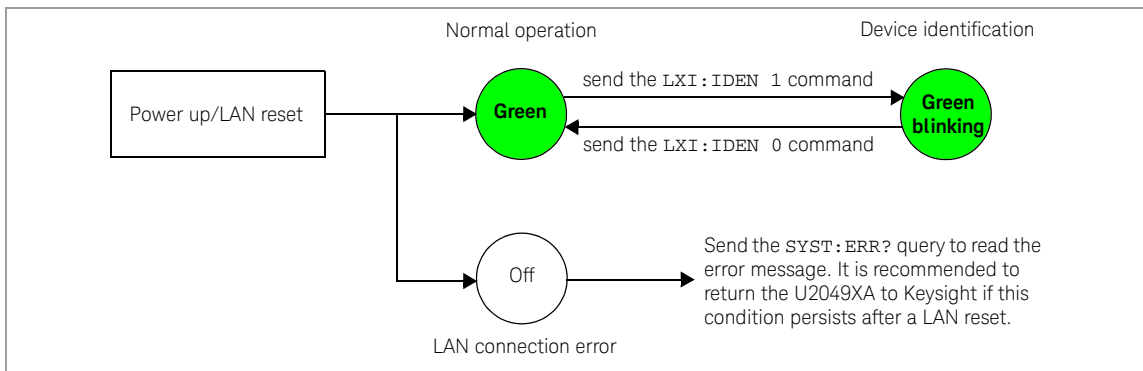 Normal operation
Device identification
Power up/LAN reset
Green
send the LXI:IDEN 1 command
Green
blinking
send the LXI:IDEN 0 command
Off
Send the SYST:ERR? query to read the
error message. It is recommended to
return the U2049XA to Keysight if this
condition persists after a LAN reset.
LAN connection error